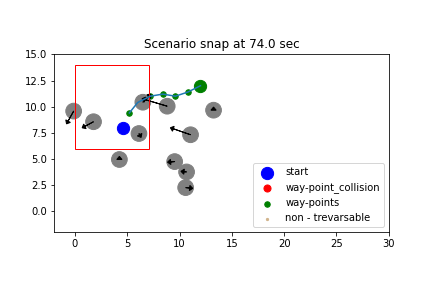 Scenario snap at 74.0 sec
15.0
12.5
10.0
7.5
5.0
2.5
0.0
0 5 10 15 20 25 30
start
way-point_collision
way-points
non - trevarsable